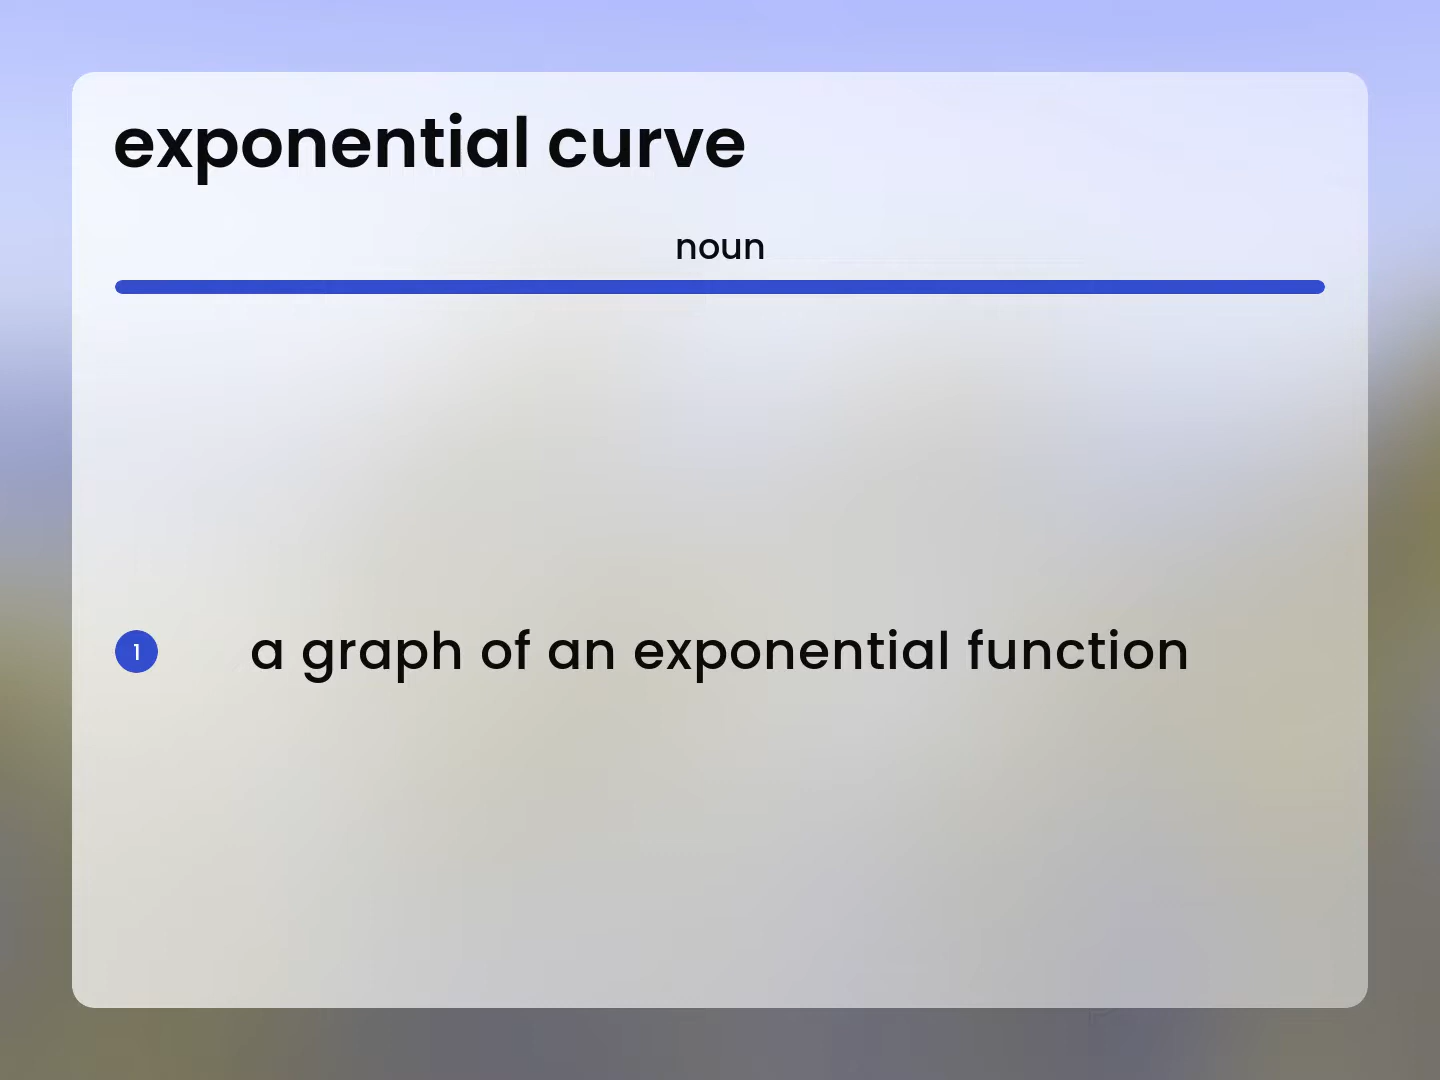 exponential curve
noun
1 a graph of an exponential function